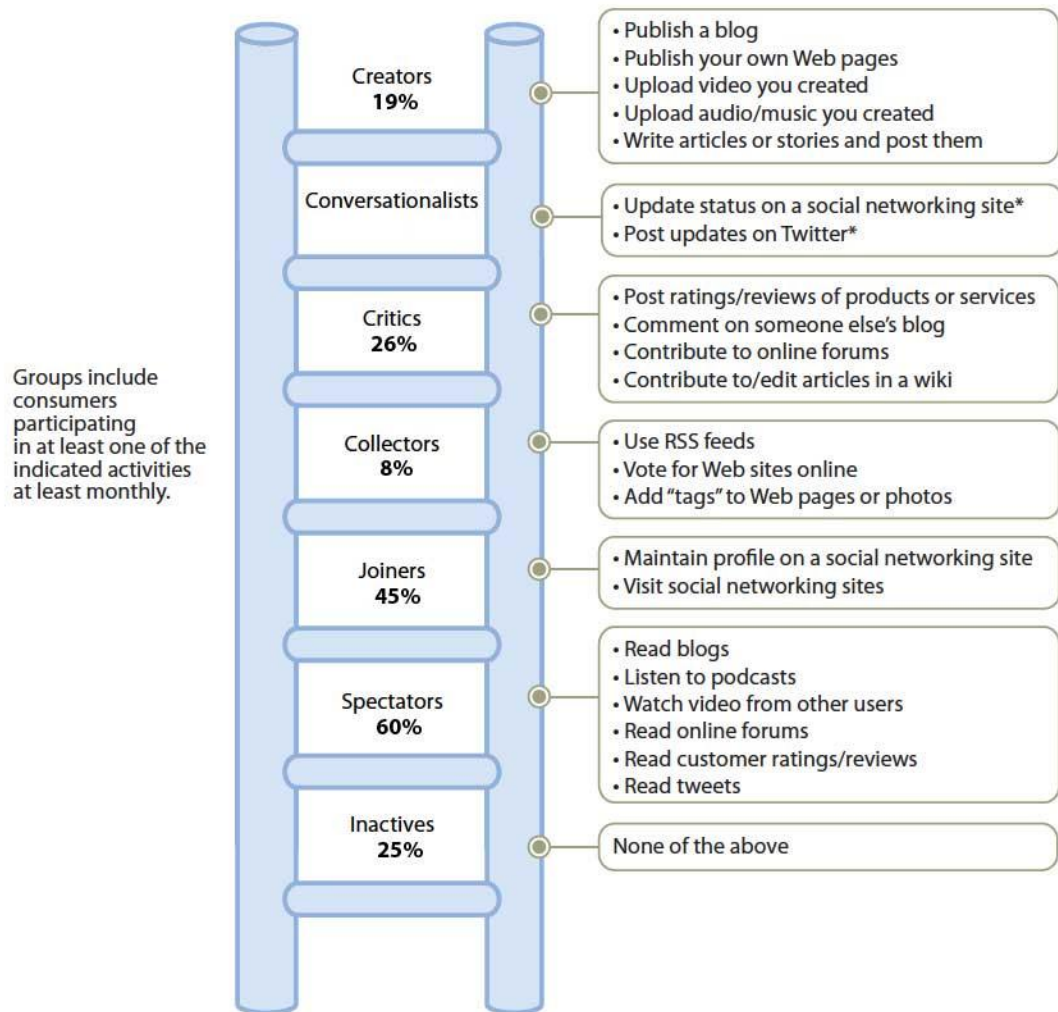 Groups include
consumers
participating
in at least one of the
indicated activities
at least monthly.
Creators
19%
• Publish a blog
• Publish your own Web pages
• Upload video you created
• Upload audio/music you created
• Write articles or stories and post them
Conversationalists
• Update status on a social networking site*
• Post updates on Twitter*
Critics
26%
• Post ratings/reviews of products or services
• Comment on someone else’s blog
• Contribute to online forums
• Contribute to/edit articles in a wiki
Collectors
8%
• Use RSS feeds
• Vote for Web sites online
• Add “tags” to Web pages or photos
Joiners
45%
• Maintain profile on a social networking site
• Visit social networking sites
Spectators
60%
• Read blogs
• Listen to podcasts
• Watch video from other users
• Read online forums
• Read customer ratings/reviews
• Read tweets
Inactives
25%
None of the above